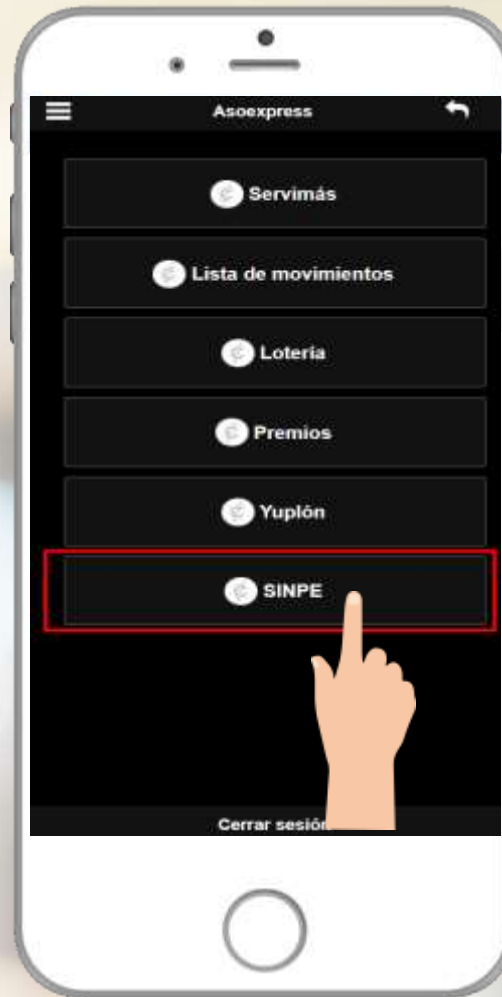 Asoexpress
Servimás
Lista de movimientos
Lotería
Premios
Yuplón
SINPE
Cerrar sesión